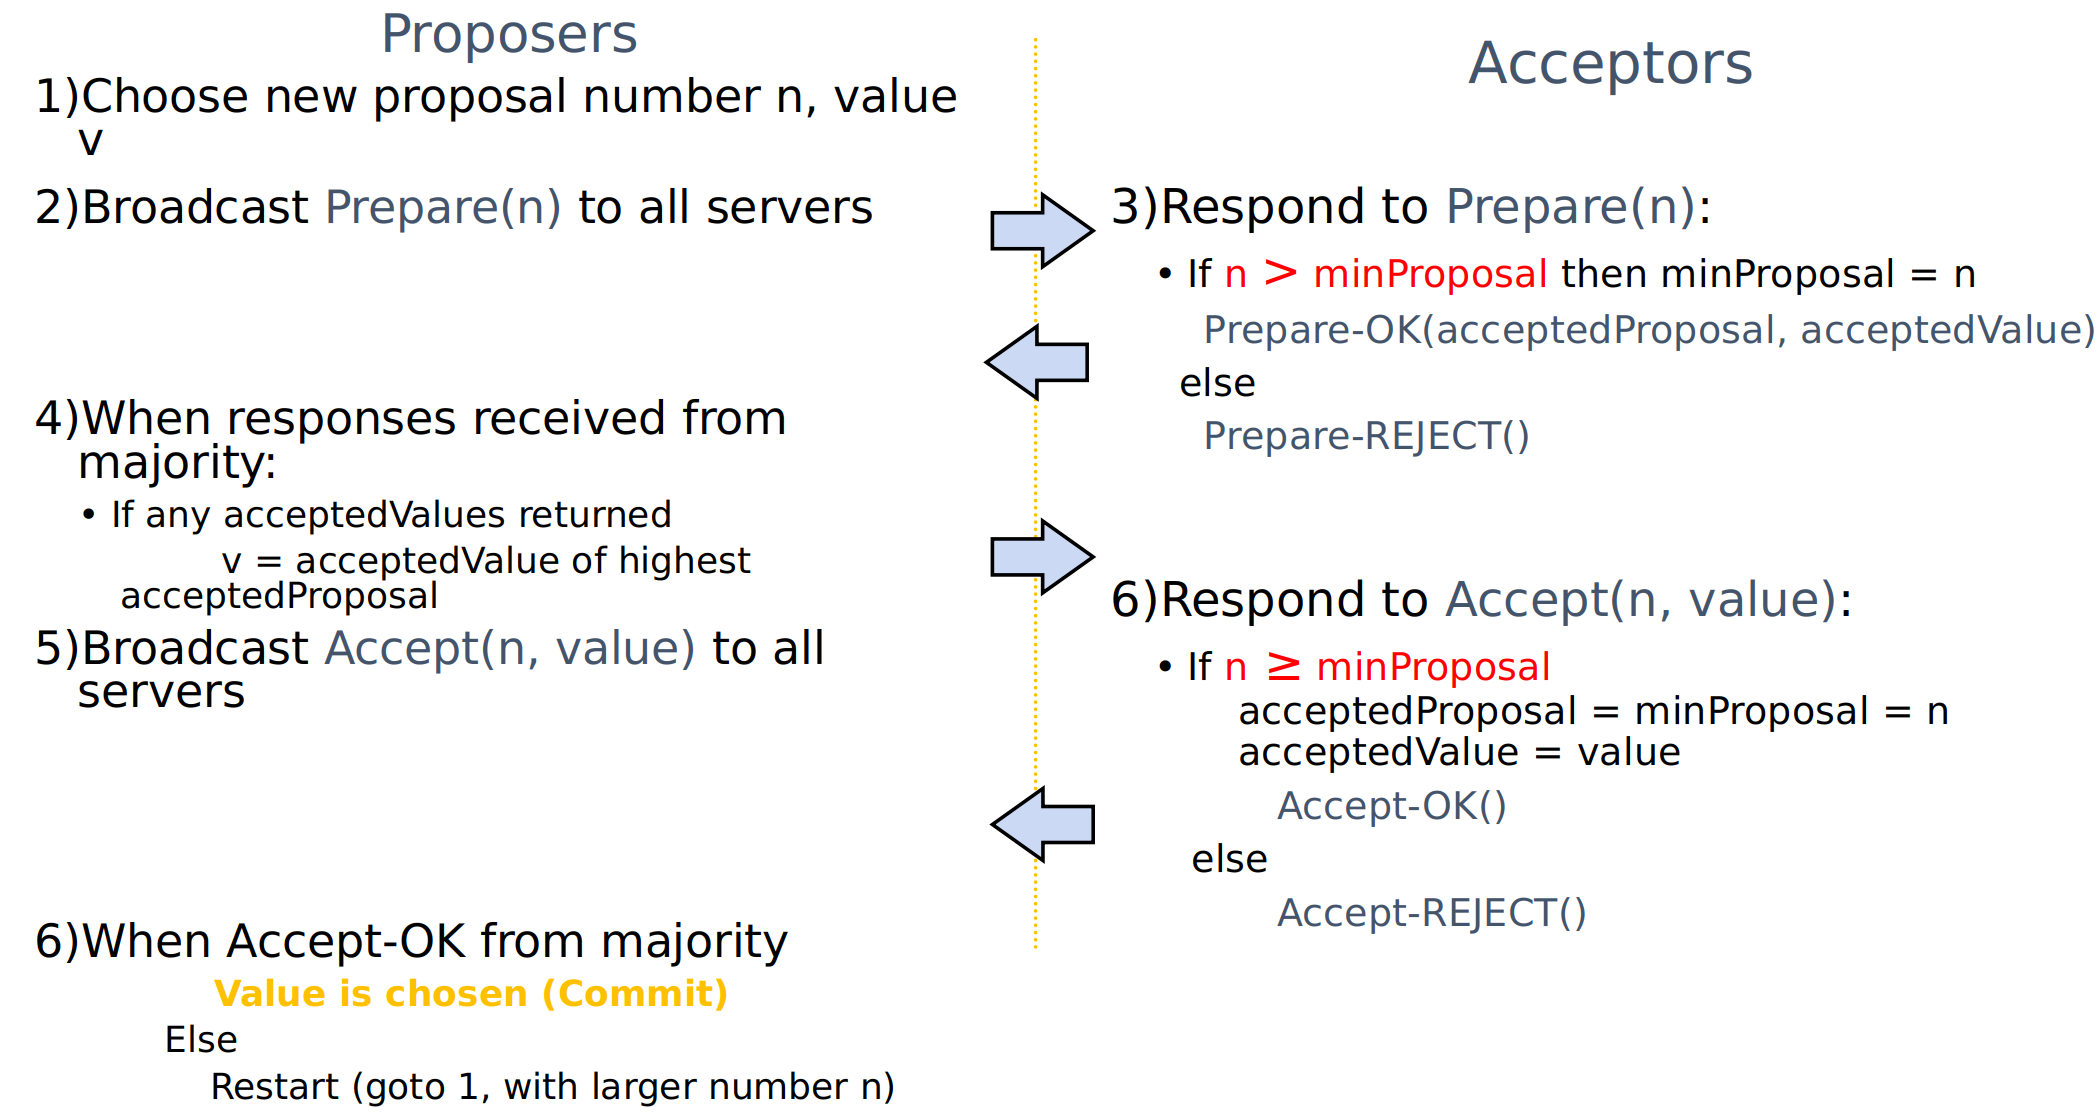 Proposers
1)Choose new proposal number n, value
v
2)Broadcast Prepare(n) to all servers
4)When responses received from
majority:
• If any acceptedValues returned
v = acceptedValue of highest
acceptedProposal
5)Broadcast Accept(n, value) to all
servers
6)When Accept-OK from majority
Value is chosen (Commit)
Else
Restart (goto 1, with larger number n)
Acceptors
3)Respond to Prepare(n):
• If n > minProposal then minProposal = n
Prepare-OK(acceptedProposal, acceptedValue)
else
Prepare-REJECT()
6)Respond to Accept(n, value):
• If n ≥ minProposal
acceptedProposal = minProposal = n
acceptedValue = value
Accept-OK()
else
Accept-REJECT()